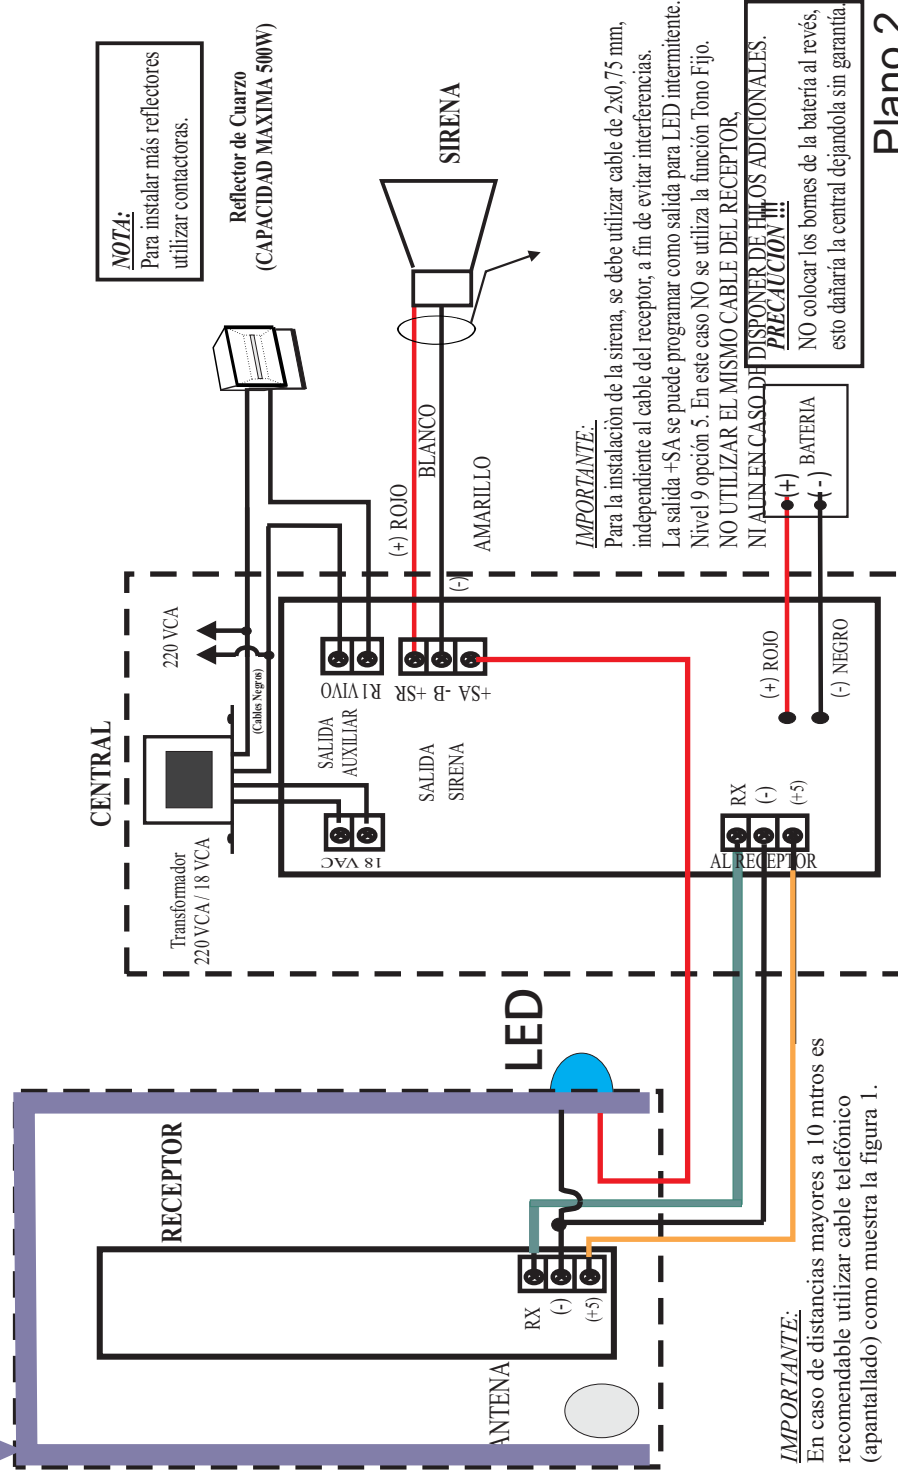 NOTA:
Para instalar más reflectores
utilizar contactoras.
Reflector de Cuarzo
(CAPACIDAD MAXIMA 500W)
SIRENA
(+) ROJO
BLANCO
(-)
AMARILLO
IMPORTANTE:
Para la instalaciòn de la sirena, se debe utilizar cable de 2x0,75 mm,
independiente al cable del receptor, a fin de evitar interferencias.
La salida +SA se puede programar como salida para LED intermitente.
Nivel 9 opción 5. En este caso NO se utiliza la función Tono Fijo.
NO UTILIZAR EL MISMO CABLE DEL RECEPTOR,
NI AUN EN CASO DE DISPONER DE HILOS ADICIONALES.
PRECAUCION !!!
NO colocar los bornes de la batería al revés,
esto dañaría la central dejandola sin garantía.
Plano 2
BATERIA
(+)
(-)
(+) ROJO
(-) NEGRO
CENTRAL
220 VCA
(Cables Negros)
Transformador
220 VCA / 18 VCA
SALIDA
AUXILIAR
R1 VIVO
SALIDA
SIRENA
+SA -B +SR
18 VAC
RX
(-)
(+5)
AL RECEPTOR
LED
RECEPTOR
RX
(-)
(+5)
ANTENA
IMPORTANTE:
En caso de distancias mayores a 10 mtros es
recomendable utilizar cable telefónico
(apantallado) como muestra la figura 1.